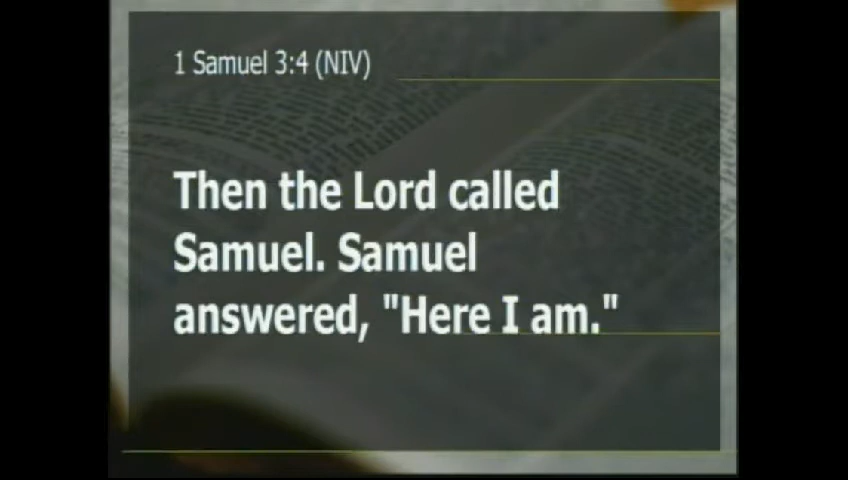 1 Samuel 3:4 (NIV)
Then the Lord called
Samuel. Samuel
answered, "Here I am."